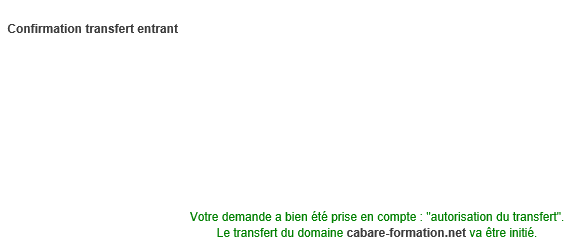 Confirmation transfert entrant
Votre demande a bien été prise en compte : "autorisation du transfert".
Le transfert du domaine cabare-formation.net va être initié.